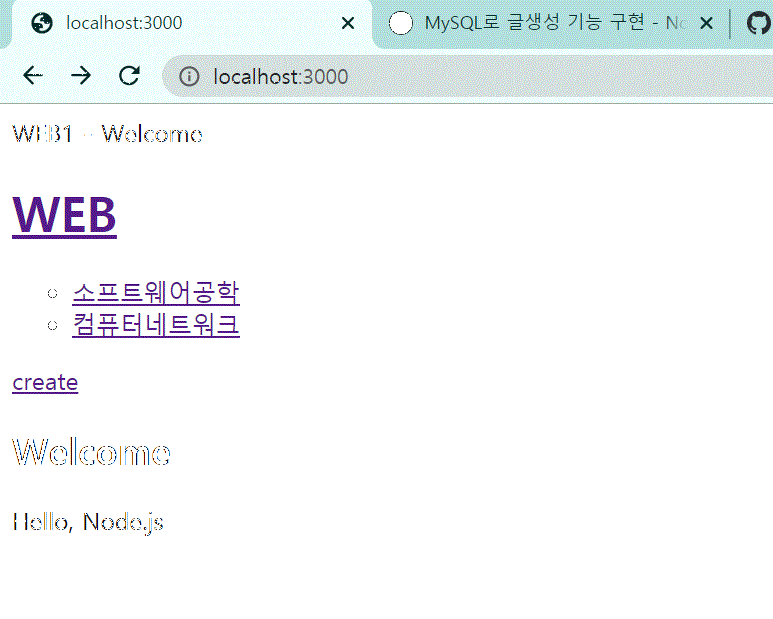 localhost:3000
MySQL로 글생성 기능 구현 - No
localhost:3000
WEB1 - Welcome
WEB
소프트웨어공학
컴퓨터네트워크
create
Welcome
Hello, Node.js